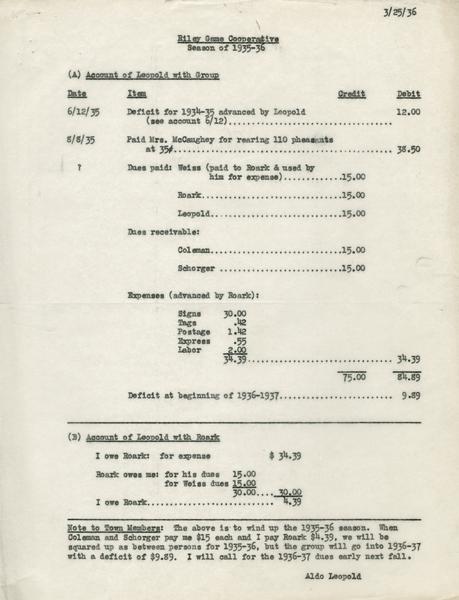 3/25/36
Riley Game Cooperative
Season of 1935-36
(A) Account of Leopold with Group
Date Item Credit Debit
6/12/35 Deficit for 1934-35 advanced by Leopold 12.00
(see account 6/12)..............................
8/8/35 Paid Mrs. McCaughey for rearing 110 pheasants
at 35¢.......................................... 38.50
? Dues paid: Weiss (paid to Roark & used by
him for expense)............15.00
Roark...............................15.00
Leopold.............................15.00
Dues receivable:
Coleman.............................15.00
Schorger ...........................15.00
Expenses (advanced by Roark):
Signs 30.00
Tags .42
Postage 1.42
Express .55
Labor 2.00
34.39............................... 34.39
75.00 84.89
Deficit at beginning of 1936-1937........................ 9.89
(B) Account of Leopold with Roark
I owe Roark: for expense $ 34.39
Roark owes me: for his dues 15.00
for Weiss dues 15.00
30.00.... 30.00
I owe Roark............................ 4.39
Note to Town Members: The above is to wind up the 1935-36 season. When
Coleman and Schorger pay me $15 each and I pay Roark $4.39, we will be
squared up as between persons for 1935-36, but the group will go into 1936-37
with a deficit of $9.89. I will call for the 1936-37 dues early next fall.
Aldo Leopold